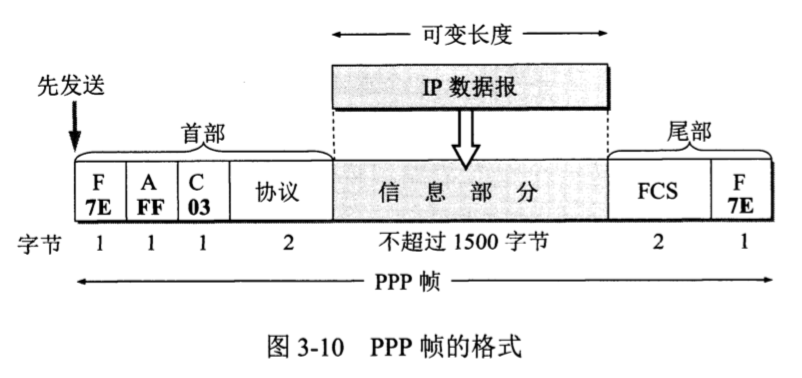 可变长度
先发送
IP 数据报
首部
尾部
F A C 协议 信息部分 FCS F
7E FF 03 7E
字节 1 1 1 2 不超过 1500 字节 2 1
PPP 帧
图 3-10 PPP 帧的格式